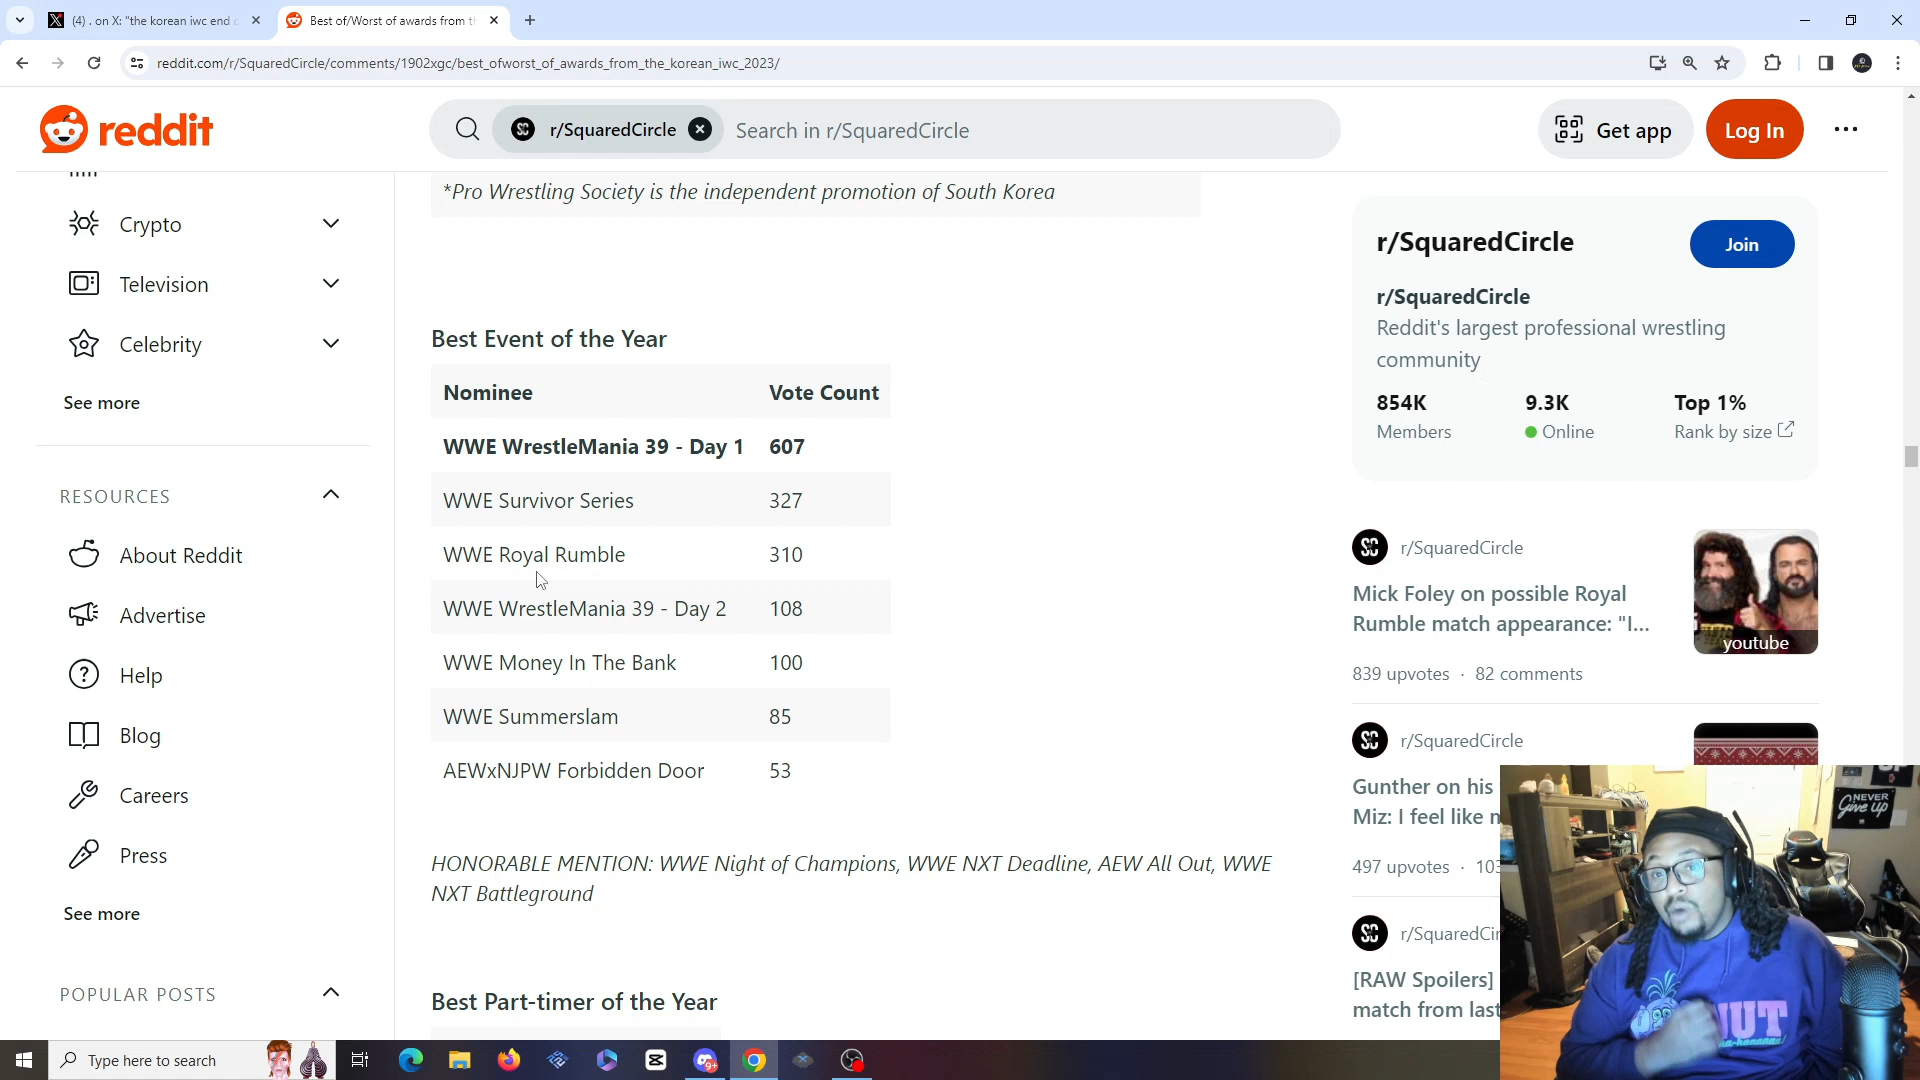 (4) . on X: "the korean iwc end o
Best of/Worst of awards from th
reddit.com/r/SquaredCircle/comments/1902xgc/best_ofworst_of_awards_from_the_korean_iwc_2023/
reddit
r/SquaredCircle
Search in r/SquaredCircle
Get app
Log In
Crypto
Television
Celebrity
See more
RESOURCES
About Reddit
Advertise
Help
Blog
Careers
Press
See more
POPULAR POSTS
*Pro Wrestling Society is the independent promotion of South Korea
Best Event of the Year
Nominee Vote Count
WWE WrestleMania 39 - Day 1 607
WWE Survivor Series 327
WWE Royal Rumble 310
WWE WrestleMania 39 - Day 2 108
WWE Money In The Bank 100
WWE Summerslam 85
AEWxNJPW Forbidden Door 53
HONORABLE MENTION: WWE Night of Champions, WWE NXT Deadline, AEW All Out, WWE
NXT Battleground
Best Part-timer of the Year
r/SquaredCircle
Join
r/SquaredCircle
Reddit's largest professional wrestling
community
854K 9.3K Top 1%
Members Online Rank by size
r/SquaredCircle
Mick Foley on possible Royal
Rumble match appearance: "I...
youtube
839 upvotes · 82 comments
r/SquaredCircle
Gunther on his
Miz: I feel like
497 upvotes · 103
r/SquaredCir
[RAW Spoilers]
match from last
NEVER
Give UP
NUT
Type here to search
9+